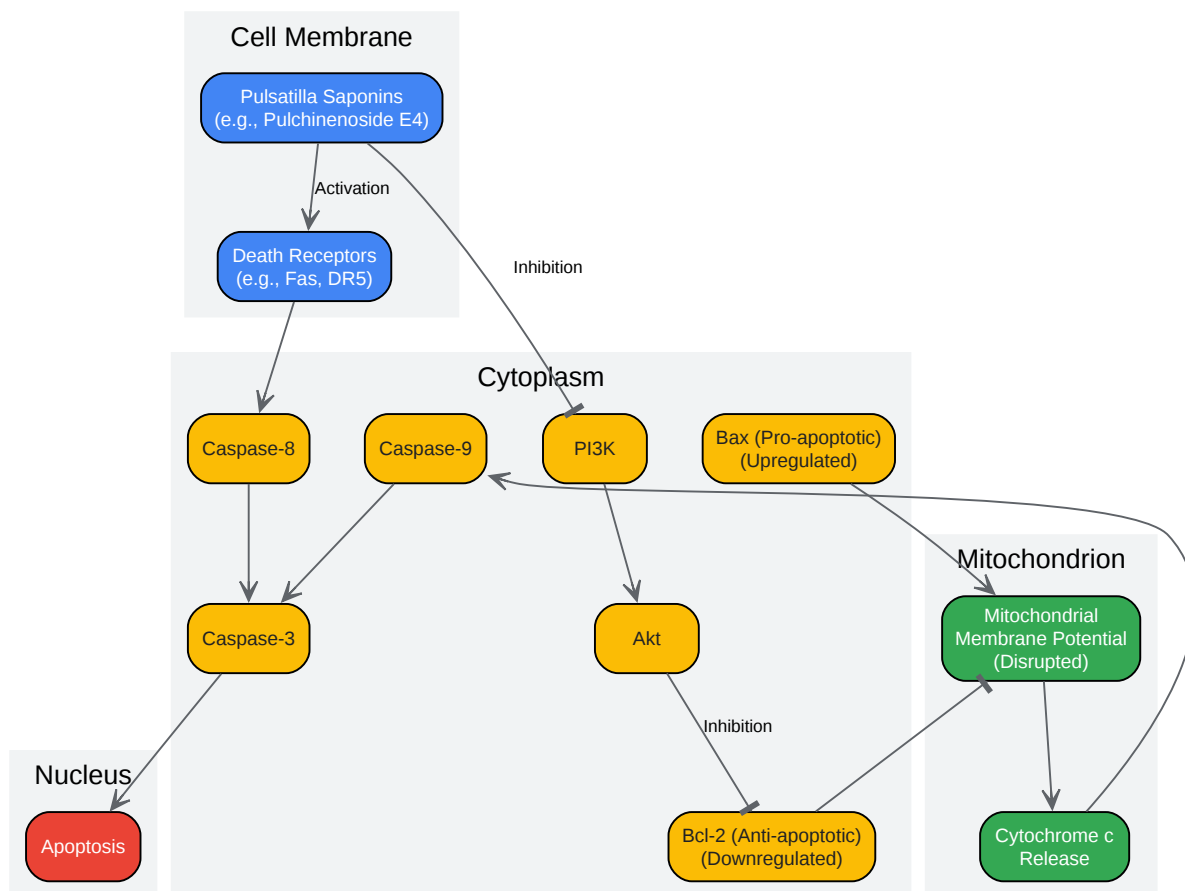 Cell Membrane
Pulsatilla Saponins
(e.g., Pulchinenoside E4)
Activation
Death Receptors
(e.g., Fas, DR5)
Inhibition
Cytoplasm
Caspase-8
Caspase-9
PI3K
Bax (Pro-apoptotic)
(Upregulated)
Mitochondrion
Caspase-3
Akt
Mitochondrial
Membrane Potential
(Disrupted)
Inhibition
Nucleus
Apoptosis
Bcl-2 (Anti-apoptotic)
(Downregulated)
Cytochrome c
Release